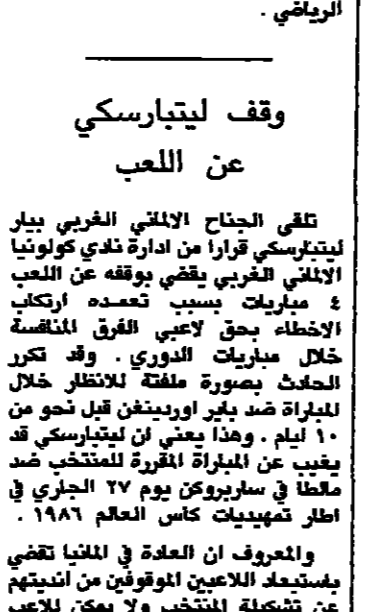 الرياضي .
وقف ليتبارسكي
عن اللعب
تلقى الجناح الالماني الغربي بيار
ليتبارسكي قرارا من ادارة نادي كولونيا
الالماني الغربي يقضي بوقفه عن اللعب
٤ مباريات بسبب تعمده ارتكاب
الاخطاء بحق لاعبي الفرق المنافسة
خلال مباريات الدوري . وقد تكرر
الحادث بصورة ملفتة للانظار خلال
المباراة ضد باير اوردينغن قبل نحو من
١٠ ايام . وهذا يعني ان ليتبارسكي قد
يغيب عن المباراة المقررة للمنتخب ضد
مالطا في ساربروكن يوم ٢٧ الجاري في
اطار تمهيديات كاس العالم ١٩٨٦ .
والمعروف ان العادة في المانيا تقضي
باستبعاد اللاعبين الموقوفين من انديتهم
عن تشكيلة المنتخب ولا يمكن للاعب